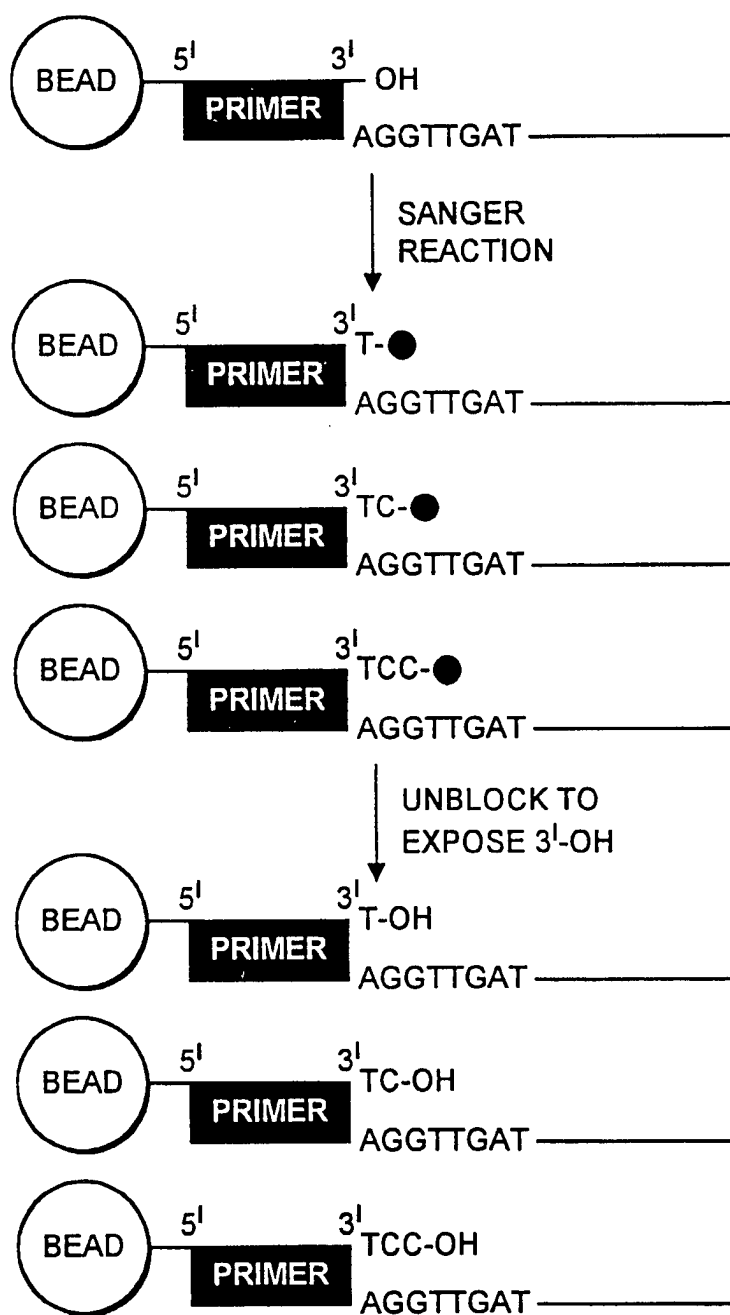 5' 3'
BEAD OH
PRIMER
AGGTTGAT
SANGER
REACTION
5' 3'
BEAD T-●
PRIMER
AGGTTGAT
5' 3'
BEAD TC-●
PRIMER
AGGTTGAT
5' 3'
BEAD TCC-●
PRIMER
AGGTTGAT
UNBLOCK TO
EXPOSE 3'-OH
5' 3'
BEAD T-OH
PRIMER
AGGTTGAT
5' 3'
BEAD TC-OH
PRIMER
AGGTTGAT
5' 3'
BEAD TCC-OH
PRIMER
AGGTTGAT